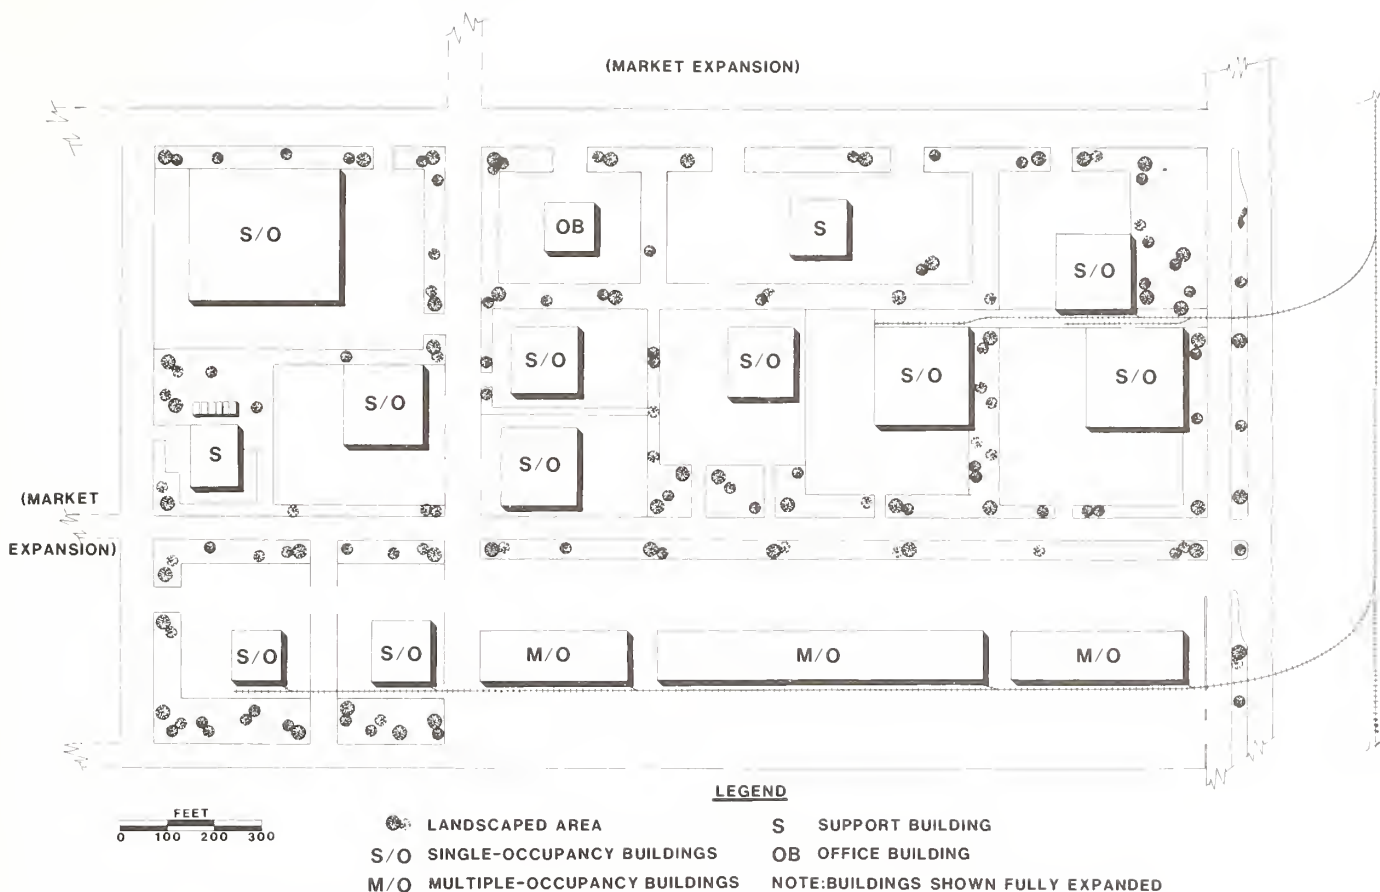 (MARKET EXPANSION)
S/O
OB
S
S/O
S/O
S/O
S/O
S/O
S/O
S
S/O
(MARKET
EXPANSION)
S/O
S/O
M/O
M/O
M/O
LEGEND
FEET
0 100 200 300
LANDSCAPED AREA
S SUPPORT BUILDING
S/O SINGLE-OCCUPANCY BUILDINGS
OB OFFICE BUILDING
M/O MULTIPLE-OCCUPANCY BUILDINGS
NOTE:BUILDINGS SHOWN FULLY EXPANDED